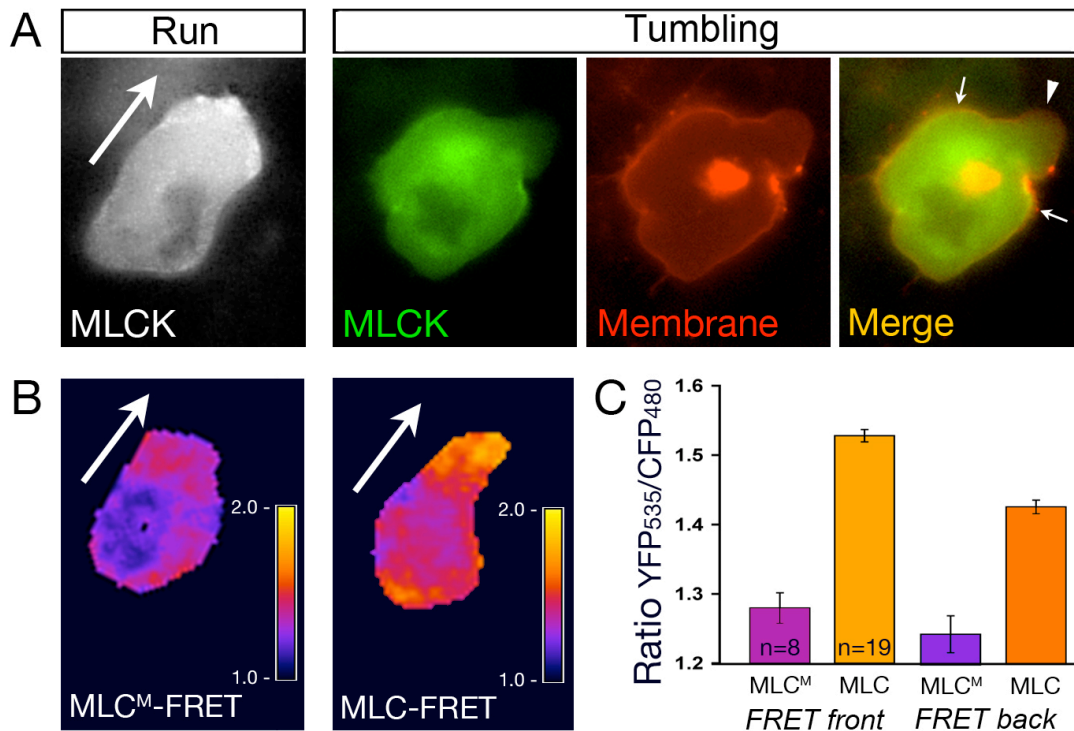 A
Run
Tumbling
MLCK
MLCK
Membrane
Merge
B
2.0 -
1.0 -
MLCᴹ-FRET
2.0 -
1.0 -
MLC-FRET
C
Ratio YFP₅₃₅/CFP₄₈₀
1.6
1.5
1.4
1.3
1.2
n=8
n=19
MLCᴹ MLC MLCᴹ MLC
FRET front FRET back